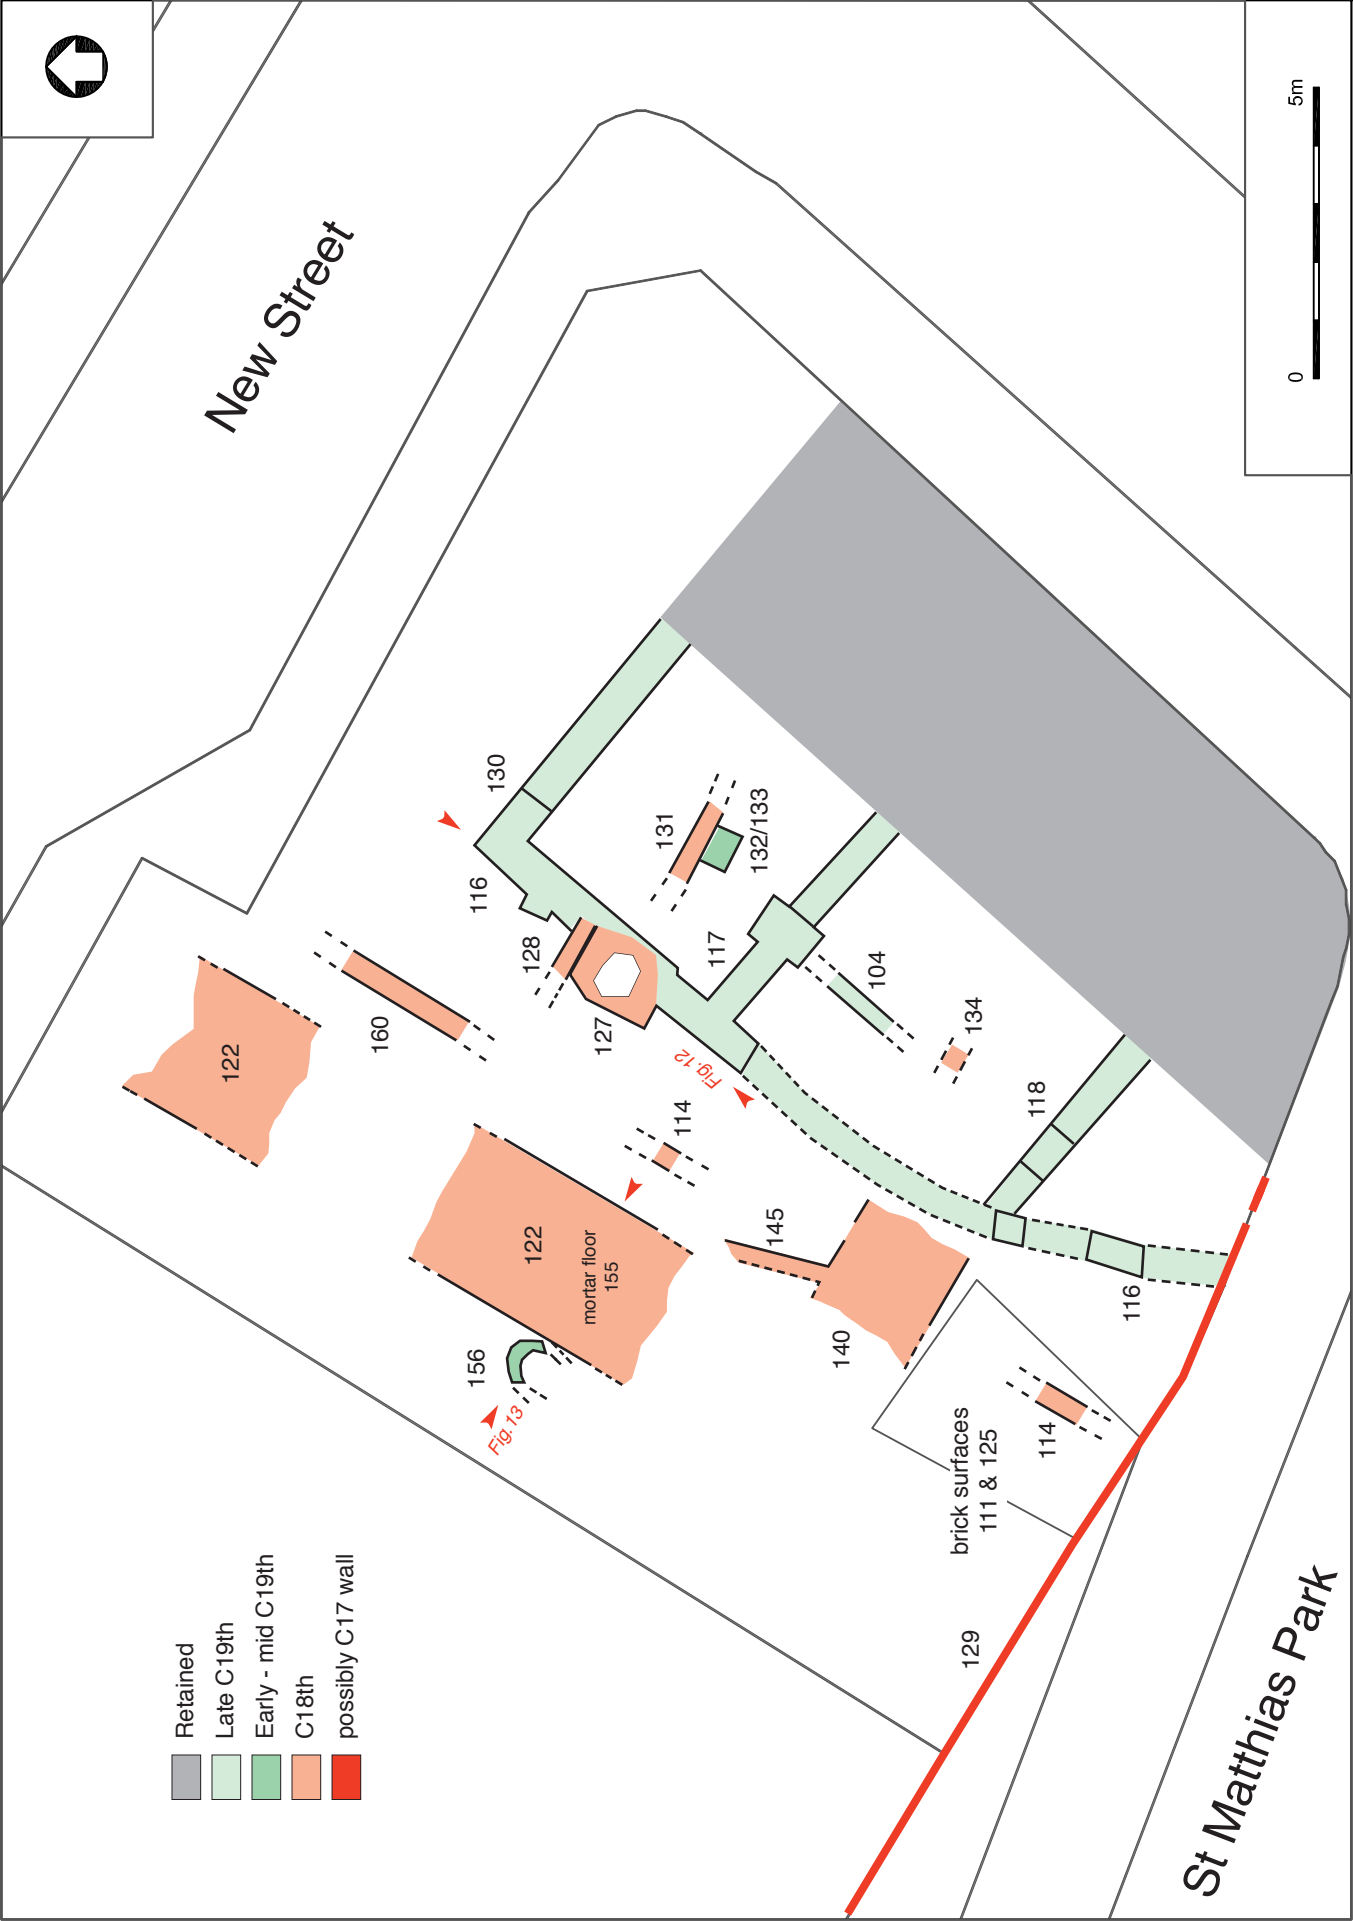 New Street
130
131
132/133
116
128
117
104
127
160
122
134
Fig.12
114
118
122
mortar floor
155
145
140
116
156
Fig.13
brick surfaces
111 & 125
114
129
St Matthias Park
Retained
Late C19th
Early - mid C19th
C18th
possibly C17 wall
0
5m